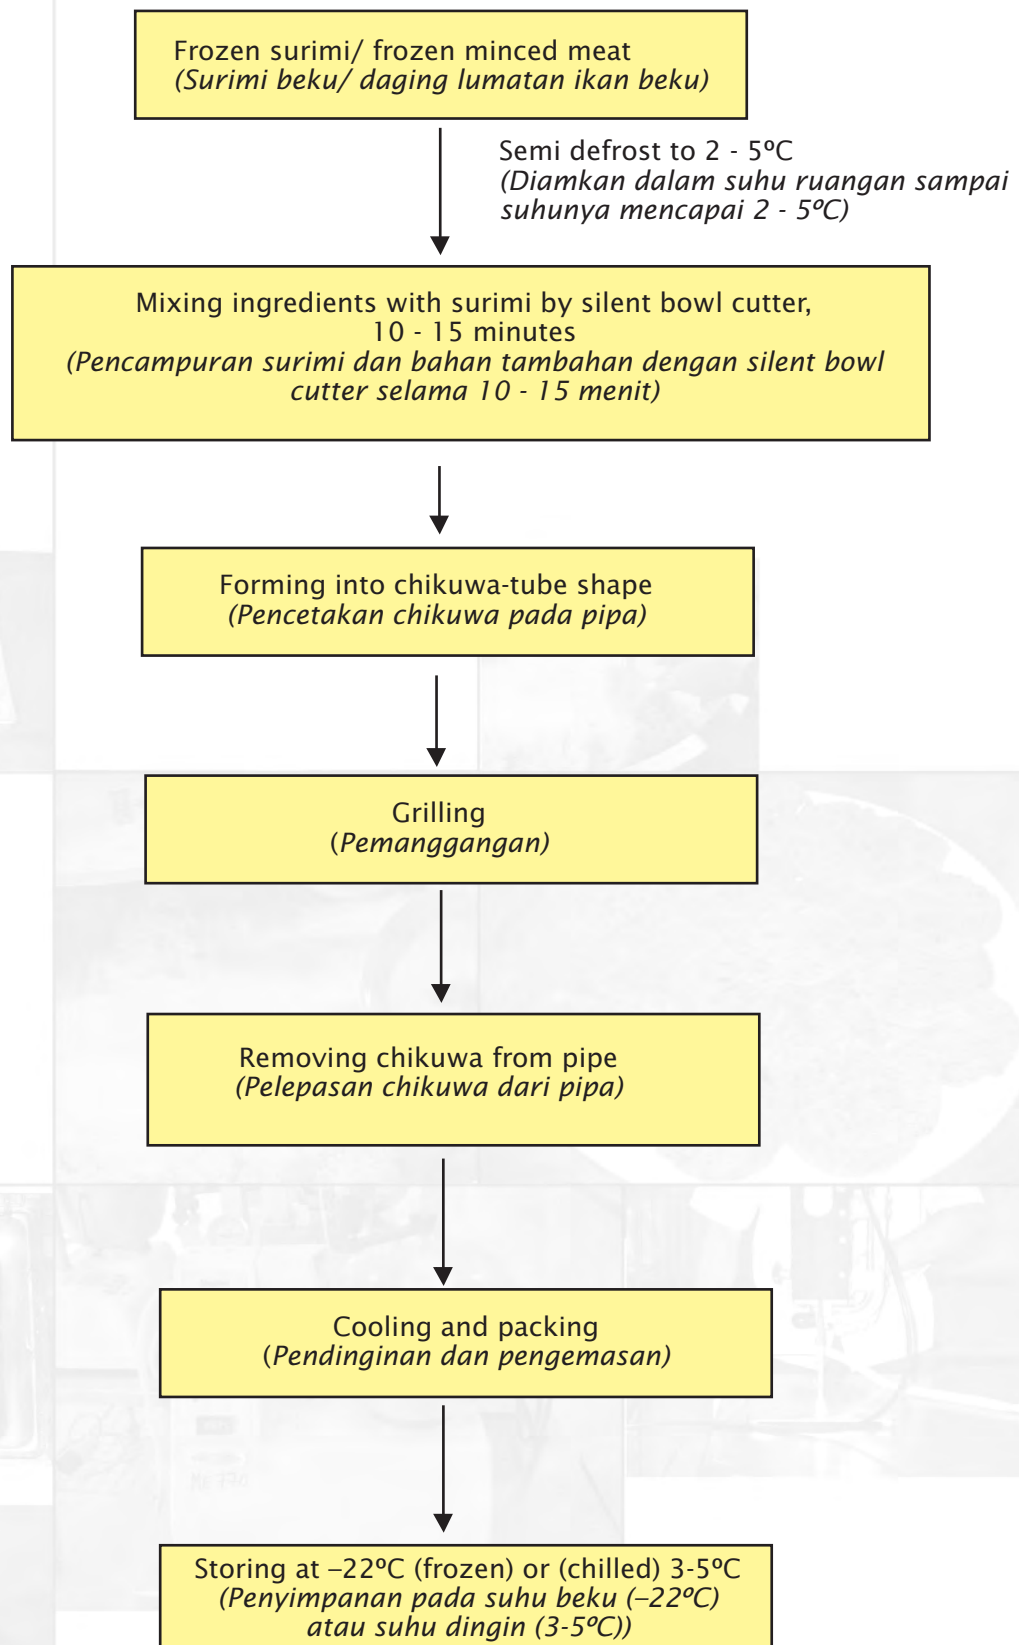 Frozen surimi/ frozen minced meat
(Surimi beku/ daging lumatan ikan beku)
Semi defrost to 2 - 5ºC
(Diamkan dalam suhu ruangan sampai
suhunya mencapai 2 - 5ºC)
Mixing ingredients with surimi by silent bowl cutter,
10 - 15 minutes
(Pencampuran surimi dan bahan tambahan dengan silent bowl
cutter selama 10 - 15 menit)
Forming into chikuwa-tube shape
(Pencetakan chikuwa pada pipa)
Grilling
(Pemanggangan)
Removing chikuwa from pipe
(Pelepasan chikuwa dari pipa)
Cooling and packing
(Pendinginan dan pengemasan)
Storing at –22ºC (frozen) or (chilled) 3-5ºC
(Penyimpanan pada suhu beku (–22ºC)
atau suhu dingin (3-5ºC))